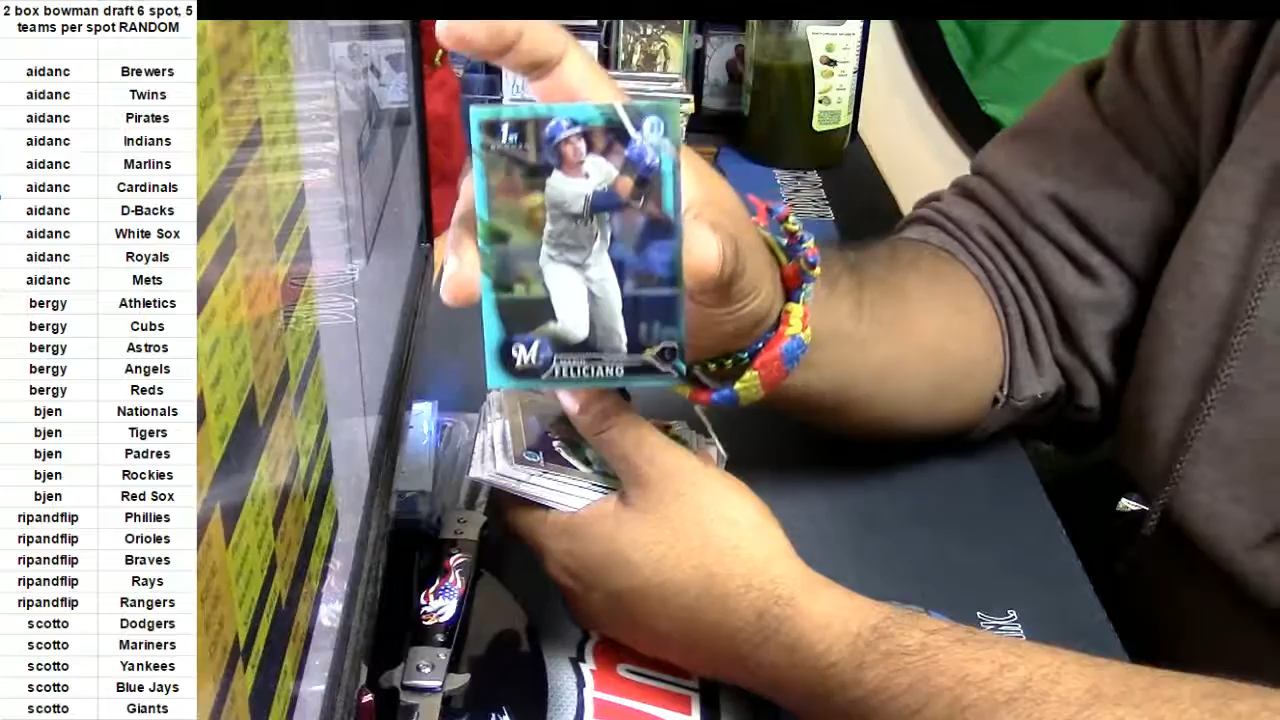 2 box bowman draft 6 spot, 5
teams per spot RANDOM
aidanc Brewers
aidanc Twins
aidanc Pirates
aidanc Indians
aidanc Marlins
aidanc Cardinals
aidanc D-Backs
aidanc White Sox
aidanc Royals
aidanc Mets
bergy Athletics
bergy Cubs
bergy Astros
bergy Angels
bergy Reds
bjen Nationals
bjen Tigers
bjen Padres
bjen Rockies
bjen Red Sox
ripandflip Phillies
ripandflip Orioles
ripandflip Braves
ripandflip Rays
ripandflip Rangers
scotto Dodgers
scotto Mariners
scotto Yankees
scotto Blue Jays
scotto Giants
1ST
BOWMAN
M
MARIO
FELICIANO